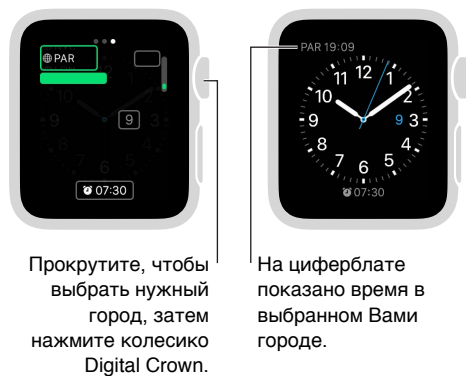 PAR
9
07:30
PAR 19:09
12
11 1
10 2
9 9 3
8 4
7 5
6
07:30
Прокрутите, чтобы
выбрать нужный
город, затем
нажмите колесико
Digital Crown.
На циферблате
показано время в
выбранном Вами
городе.